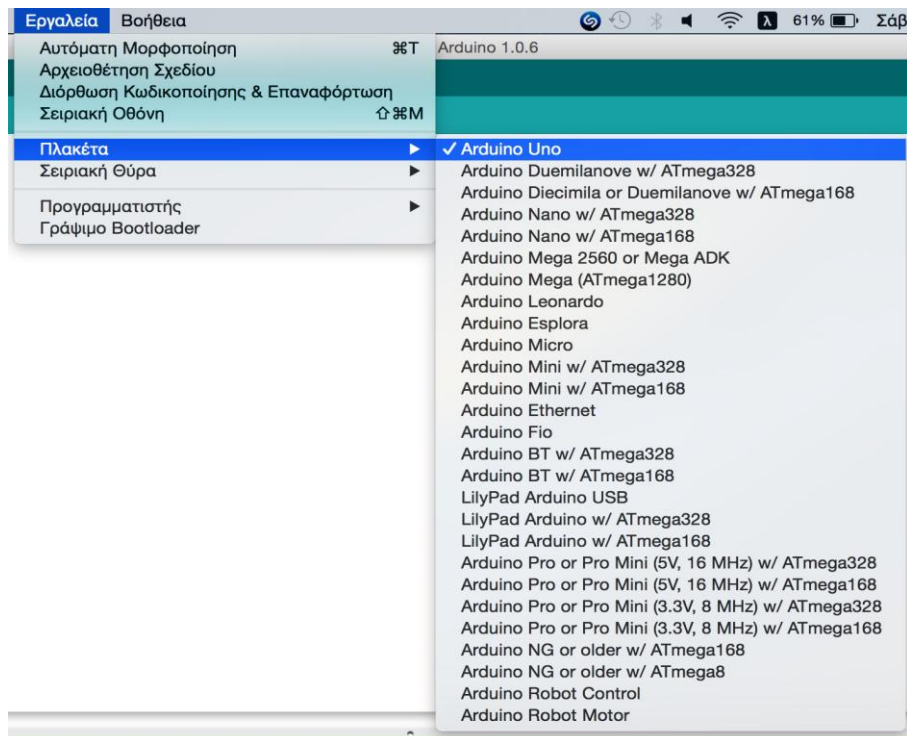 Εργαλεία Βοήθεια 61% Σάβ
Arduino 1.0.6
Αυτόματη Μορφοποίηση ⌘T
Αρχειοθέτηση Σχεδίου
Διόρθωση Κωδικοποίησης & Επαναφόρτωση
Σειριακή Οθόνη ⇧⌘M
Πλακέτα ▶
Σειριακή Θύρα ▶
Προγραμματιστής ▶
Γράψιμο Bootloader
✓ Arduino Uno
Arduino Duemilanove w/ ATmega328
Arduino Diecimila or Duemilanove w/ ATmega168
Arduino Nano w/ ATmega328
Arduino Nano w/ ATmega168
Arduino Mega 2560 or Mega ADK
Arduino Mega (ATmega1280)
Arduino Leonardo
Arduino Esplora
Arduino Micro
Arduino Mini w/ ATmega328
Arduino Mini w/ ATmega168
Arduino Ethernet
Arduino Fio
Arduino BT w/ ATmega328
Arduino BT w/ ATmega168
LilyPad Arduino USB
LilyPad Arduino w/ ATmega328
LilyPad Arduino w/ ATmega168
Arduino Pro or Pro Mini (5V, 16 MHz) w/ ATmega328
Arduino Pro or Pro Mini (5V, 16 MHz) w/ ATmega168
Arduino Pro or Pro Mini (3.3V, 8 MHz) w/ ATmega328
Arduino Pro or Pro Mini (3.3V, 8 MHz) w/ ATmega168
Arduino NG or older w/ ATmega168
Arduino NG or older w/ ATmega8
Arduino Robot Control
Arduino Robot Motor